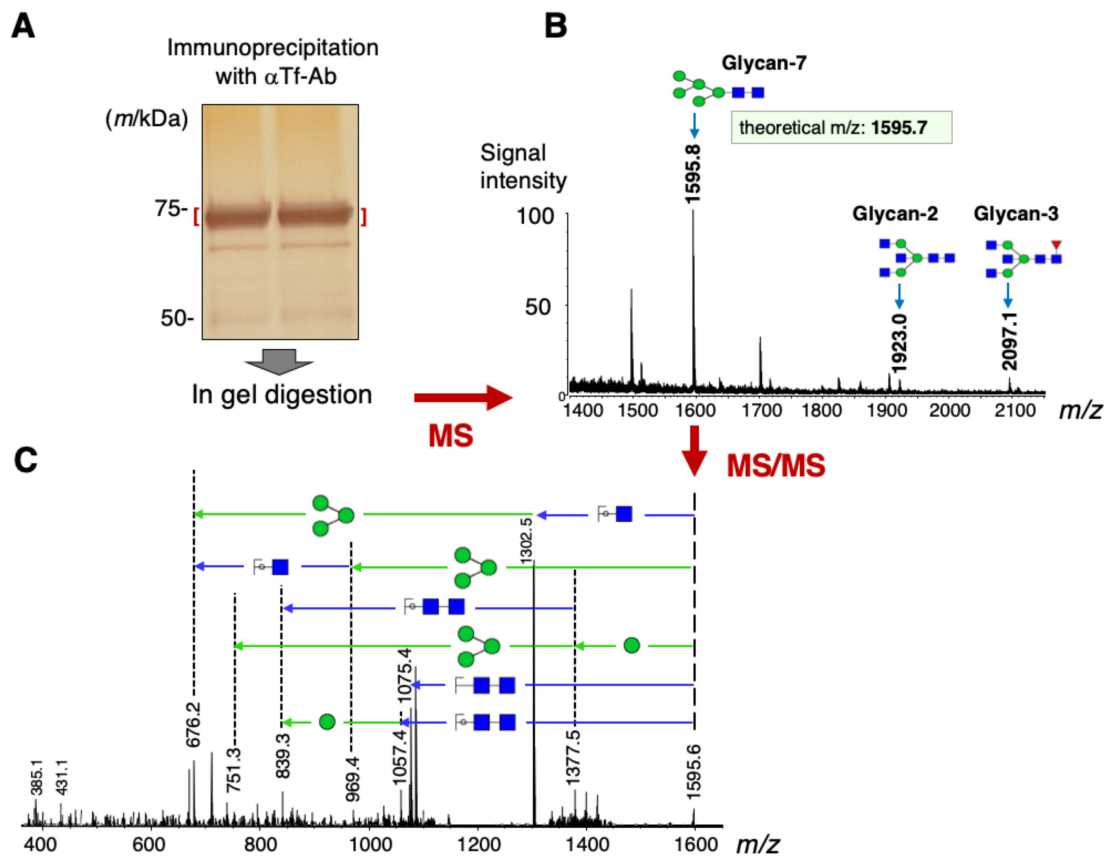 A
Immunoprecipitation
with αTf-Ab
(m/kDa)
75-
[ ]
50-
In gel digestion
MS
B
Glycan-7
theoretical m/z: 1595.7
Signal
intensity
100
50
0
1595.8
Glycan-2
Glycan-3
1923.0
2097.1
1400 1500 1600 1700 1800 1900 2000 2100 m/z
MS/MS
C
1302.5
1075.4
676.2
751.3
839.3
969.4
1057.4
1377.5
1595.6
385.1
431.1
400 600 800 1000 1200 1400 1600 m/z